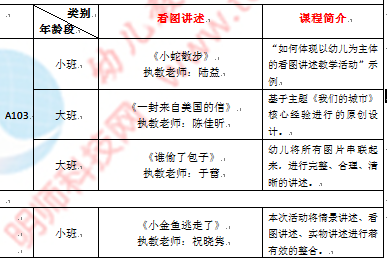 类别
年龄段
看图讲述
课程简介
A103
小班
《小蛇散步》
执教老师：陆益
“如何体现以幼儿为主体
的看图讲述教学活动”示
例
大班
《一封来自美国的信》
执教老师：陈佳昕
基于主题《我们的城市》
核心经验进行的原创设
计。
大班
《谁偷了包子》
执教老师：于蕾
幼儿将所有图片串联起
来，进行完整、合理、清
晰的讲述。
小班
《小金鱼逃走了》
执教老师：祝晓隽
本次活动将情景讲述、看
图讲述、实物讲述进行着
有效的整合。
明师科技网